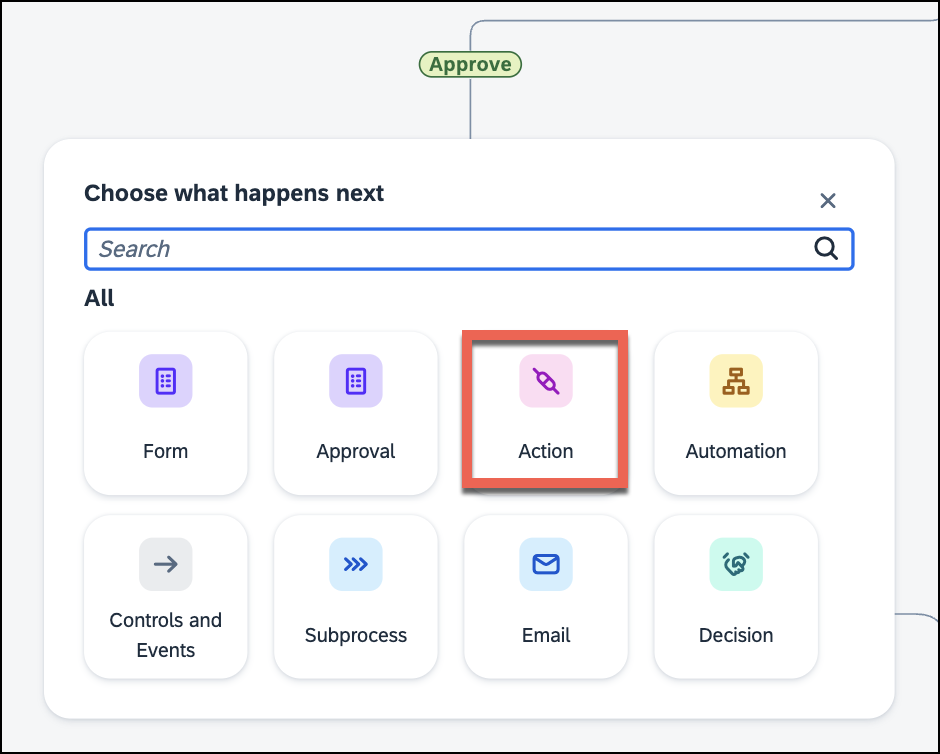 Approve
Choose what happens next
Search
All
Form
Approval
Action
Automation
Controls and
Events
Subprocess
Email
Decision